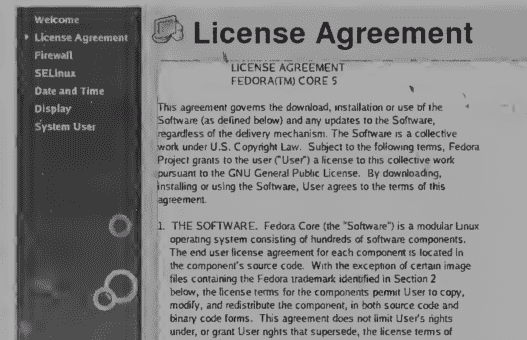 Welcome
License Agreement
Firewall
SELinux
Date and Time
Display
System User
License Agreement
LICENSE AGREEMENT
FEDORA(TM) CORE 5
This agreement governs the download, installation or use of the
Software (as defined below) and any updates to the Software,
regardless of the delivery mechanism. The Software is a collective
work under U.S. Copyright Law. Subject to the following terms, Fedora
Project grants to the user ("User") a license to this collective work
pursuant to the GNU General Public License. By downloading,
installing or using the Software, User agrees to the terms of this
agreement.
1. THE SOFTWARE. Fedora Core (the "Software") is a modular Linux
operating system consisting of hundreds of software components.
The end user license agreement for each component is located in
the component's source code. With the exception of certain image
files containing the Fedora trademark identified in Section 2
below, the license terms for the components permit User to copy,
modify, and redistribute the component, in both source code and
binary code forms. This agreement does not limit User's rights
under, or grant User rights that supersede, the license terms of